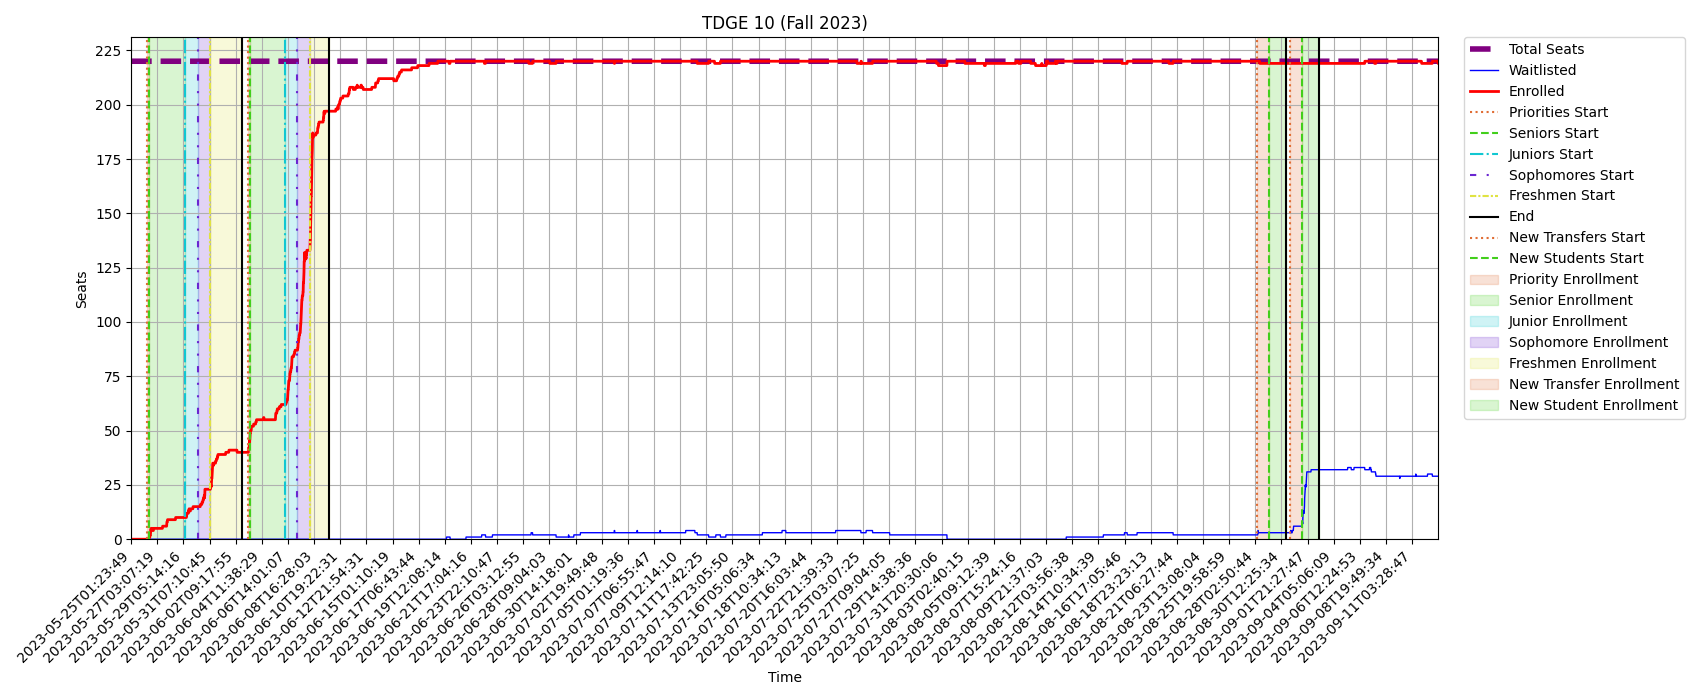 TDGE 10 (Fall 2023)
Seats
225
200
175
150
125
100
75
50
25
0
2023-05-25T01:23:49
2023-05-27T03:07:19
2023-05-29T05:14:16
2023-05-31T07:10:45
2023-06-02T09:17:55
2023-06-04T11:38:29
2023-06-06T14:01:07
2023-06-08T16:28:03
2023-06-10T19:22:31
2023-06-12T21:54:31
2023-06-15T01:10:19
2023-06-17T06:43:44
2023-06-19T12:08:14
2023-06-21T17:04:16
2023-06-23T22:10:47
2023-06-26T03:12:55
2023-06-28T09:04:03
2023-06-30T14:18:01
2023-07-02T19:49:48
2023-07-05T01:19:36
2023-07-07T06:55:47
2023-07-09T12:14:10
2023-07-11T17:42:25
2023-07-13T23:05:50
2023-07-16T05:06:34
2023-07-18T10:34:13
2023-07-20T16:03:44
2023-07-22T21:39:33
2023-07-25T03:07:25
2023-07-27T09:04:05
2023-07-29T14:38:36
2023-07-31T20:30:06
2023-08-03T02:40:15
2023-08-05T09:12:39
2023-08-07T15:24:16
2023-08-09T21:37:03
2023-08-12T03:56:38
2023-08-14T10:34:39
2023-08-16T17:05:46
2023-08-18T23:23:13
2023-08-21T06:27:44
2023-08-23T13:08:04
2023-08-25T19:58:59
2023-08-28T02:50:44
2023-08-30T12:25:34
2023-09-01T21:27:47
2023-09-04T05:06:09
2023-09-06T12:24:53
2023-09-08T19:49:34
2023-09-11T03:28:47
Time
Total Seats
Waitlisted
Enrolled
Priorities Start
Seniors Start
Juniors Start
Sophomores Start
Freshmen Start
End
New Transfers Start
New Students Start
Priority Enrollment
Senior Enrollment
Junior Enrollment
Sophomore Enrollment
Freshmen Enrollment
New Transfer Enrollment
New Student Enrollment